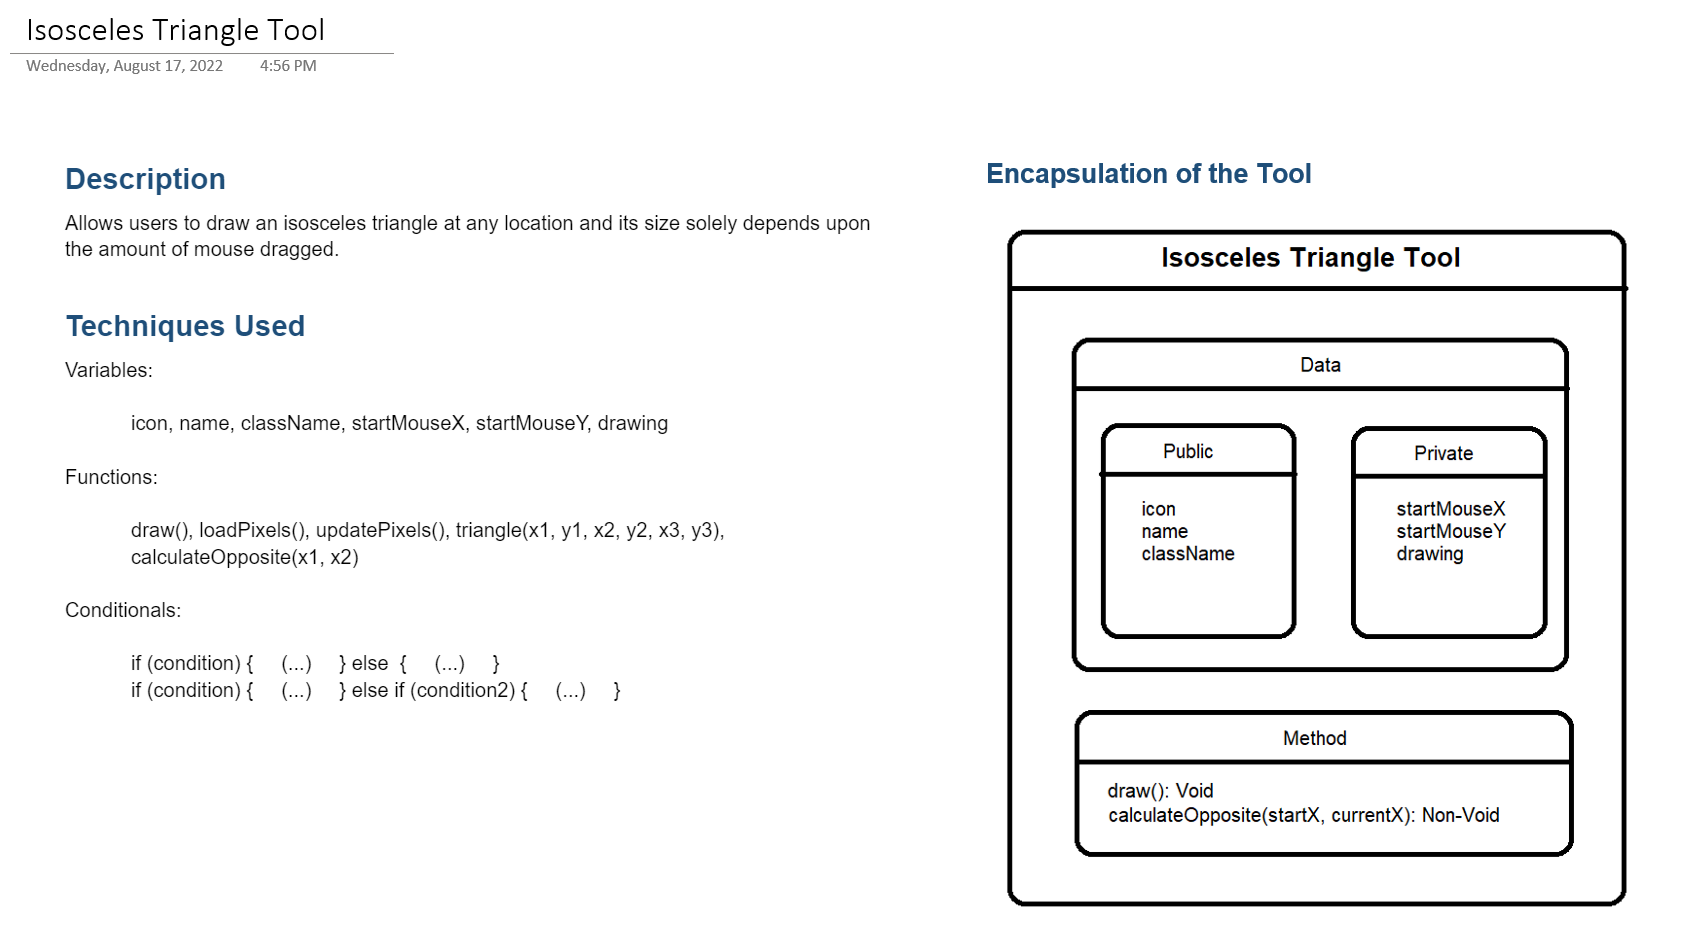 Isosceles Triangle Tool
Wednesday, August 17, 2022 4:56 PM
Description
Allows users to draw an isosceles triangle at any location and its size solely depends upon
the amount of mouse dragged.
Techniques Used
Variables:
icon, name, className, startMouseX, startMouseY, drawing
Functions:
draw(), loadPixels(), updatePixels(), triangle(x1, y1, x2, y2, x3, y3),
calculateOpposite(x1, x2)
Conditionals:
if (condition) { (...) } else { (...) }
if (condition) { (...) } else if (condition2) { (...) }
Encapsulation of the Tool
Isosceles Triangle Tool
Data
Public
icon
name
className
Private
startMouseX
startMouseY
drawing
Method
draw(): Void
calculateOpposite(startX, currentX): Non-Void